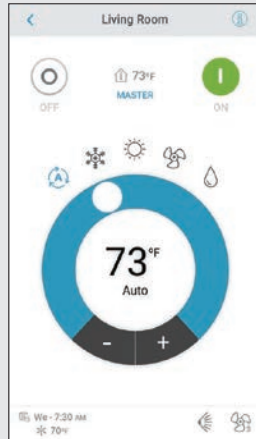 Living Room
73°F
MASTER
OFF
ON
A
73°F
Auto
- +
We - 7:30 AM
70°F